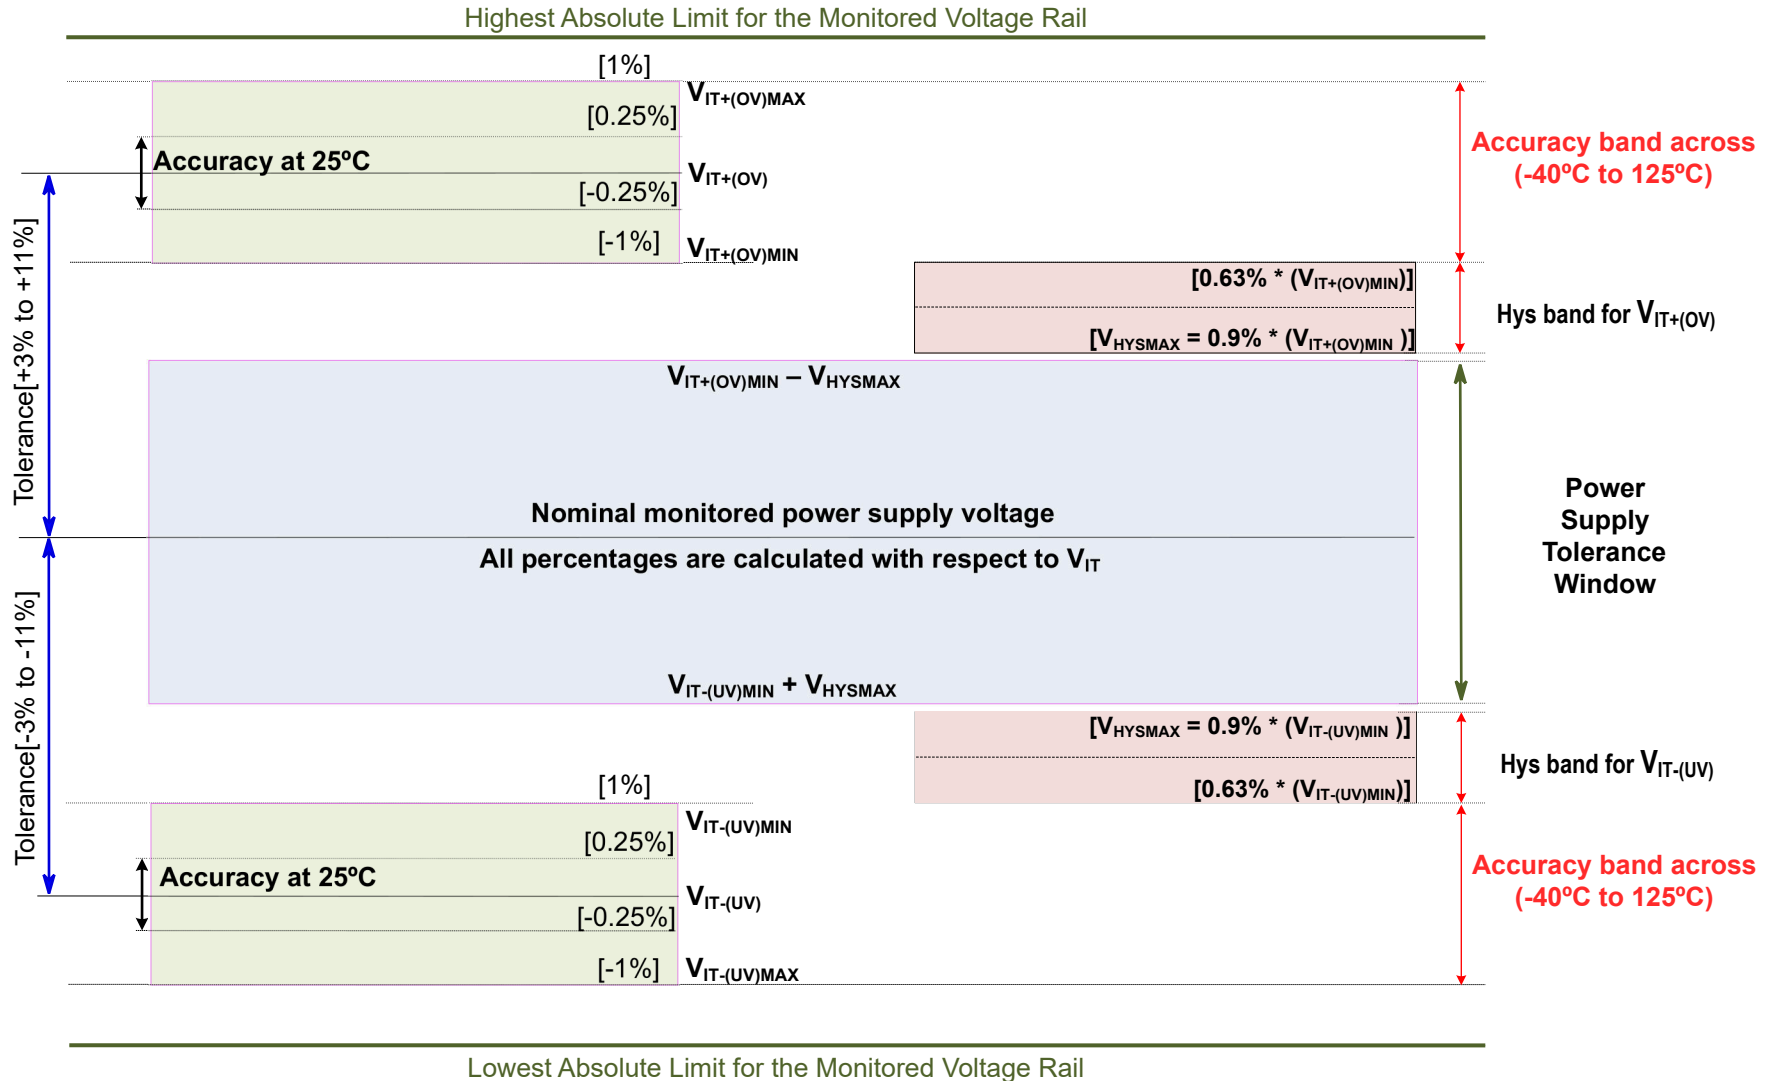 Highest Absolute Limit for the Monitored Voltage Rail
[1%]
VIT+(OV)MAX
[0.25%]
Accuracy at 25ºC
VIT+(OV)
[-0.25%]
[-1%]
VIT+(OV)MIN
Accuracy band across
(-40ºC to 125ºC)
Tolerance[+3% to +11%]
[0.63% * (VIT+(OV)MIN)]
[VHYSMAX = 0.9% * (VIT+(OV)MIN )]
Hys band for VIT+(OV)
VIT+(OV)MIN – VHYSMAX
Nominal monitored power supply voltage
All percentages are calculated with respect to VIT
Power
Supply
Tolerance
Window
VIT-(UV)MIN + VHYSMAX
Tolerance[-3% to -11%]
[VHYSMAX = 0.9% * (VIT-(UV)MIN )]
[0.63% * (VIT-(UV)MIN)]
Hys band for VIT-(UV)
[1%]
VIT-(UV)MIN
[0.25%]
Accuracy at 25ºC
VIT-(UV)
[-0.25%]
[-1%]
VIT-(UV)MAX
Accuracy band across
(-40ºC to 125ºC)
Lowest Absolute Limit for the Monitored Voltage Rail